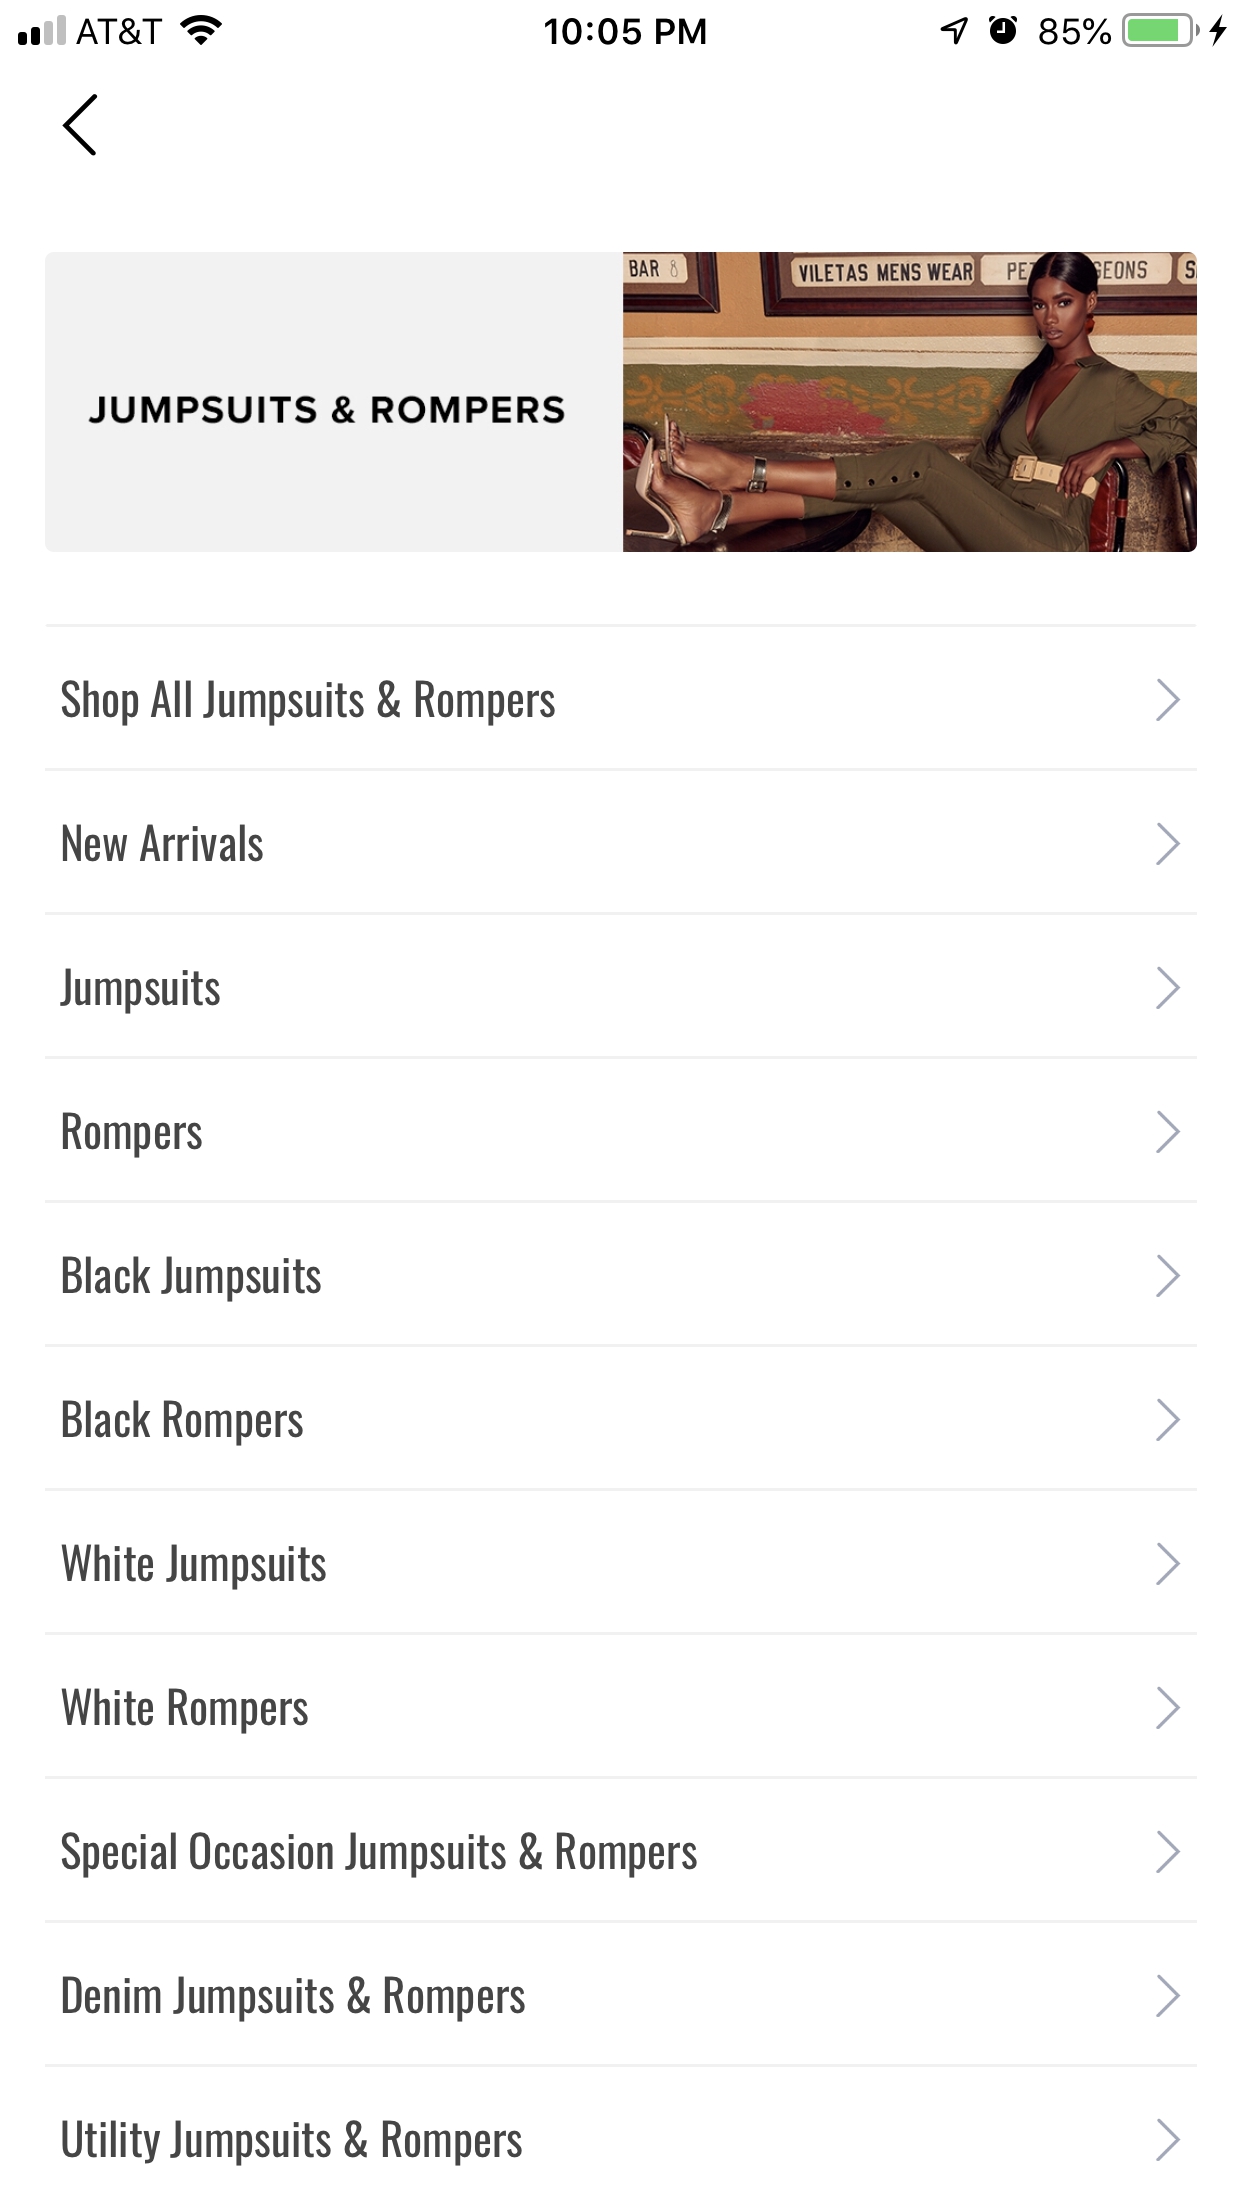 AT&T 10:05 PM 85%
BAR 8
VILETAS MENS WEAR
JUMPSUITS & ROMPERS
Shop All Jumpsuits & Rompers
New Arrivals
Jumpsuits
Rompers
Black Jumpsuits
Black Rompers
White Jumpsuits
White Rompers
Special Occasion Jumpsuits & Rompers
Denim Jumpsuits & Rompers
Utility Jumpsuits & Rompers